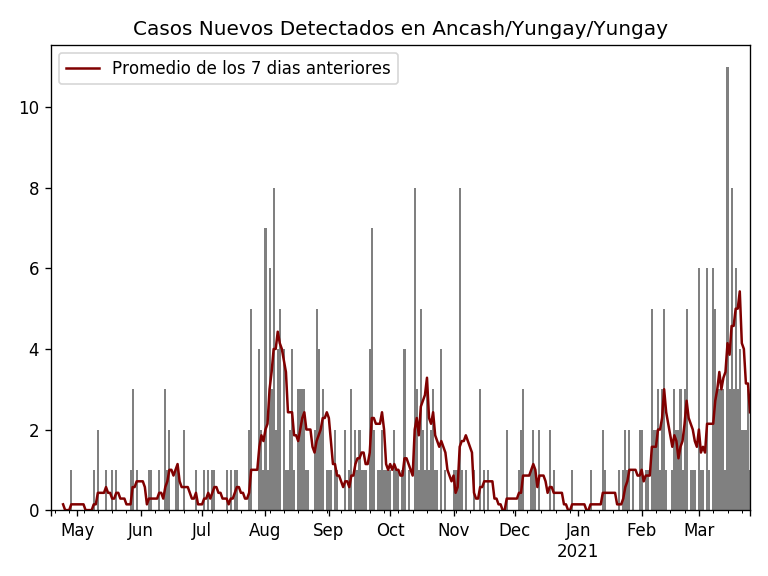 Casos Nuevos Detectados en Ancash/Yungay/Yungay
Promedio de los 7 dias anteriores
10
8
6
4
2
0
May Jun Jul Aug Sep Oct Nov Dec Jan Feb Mar
2021